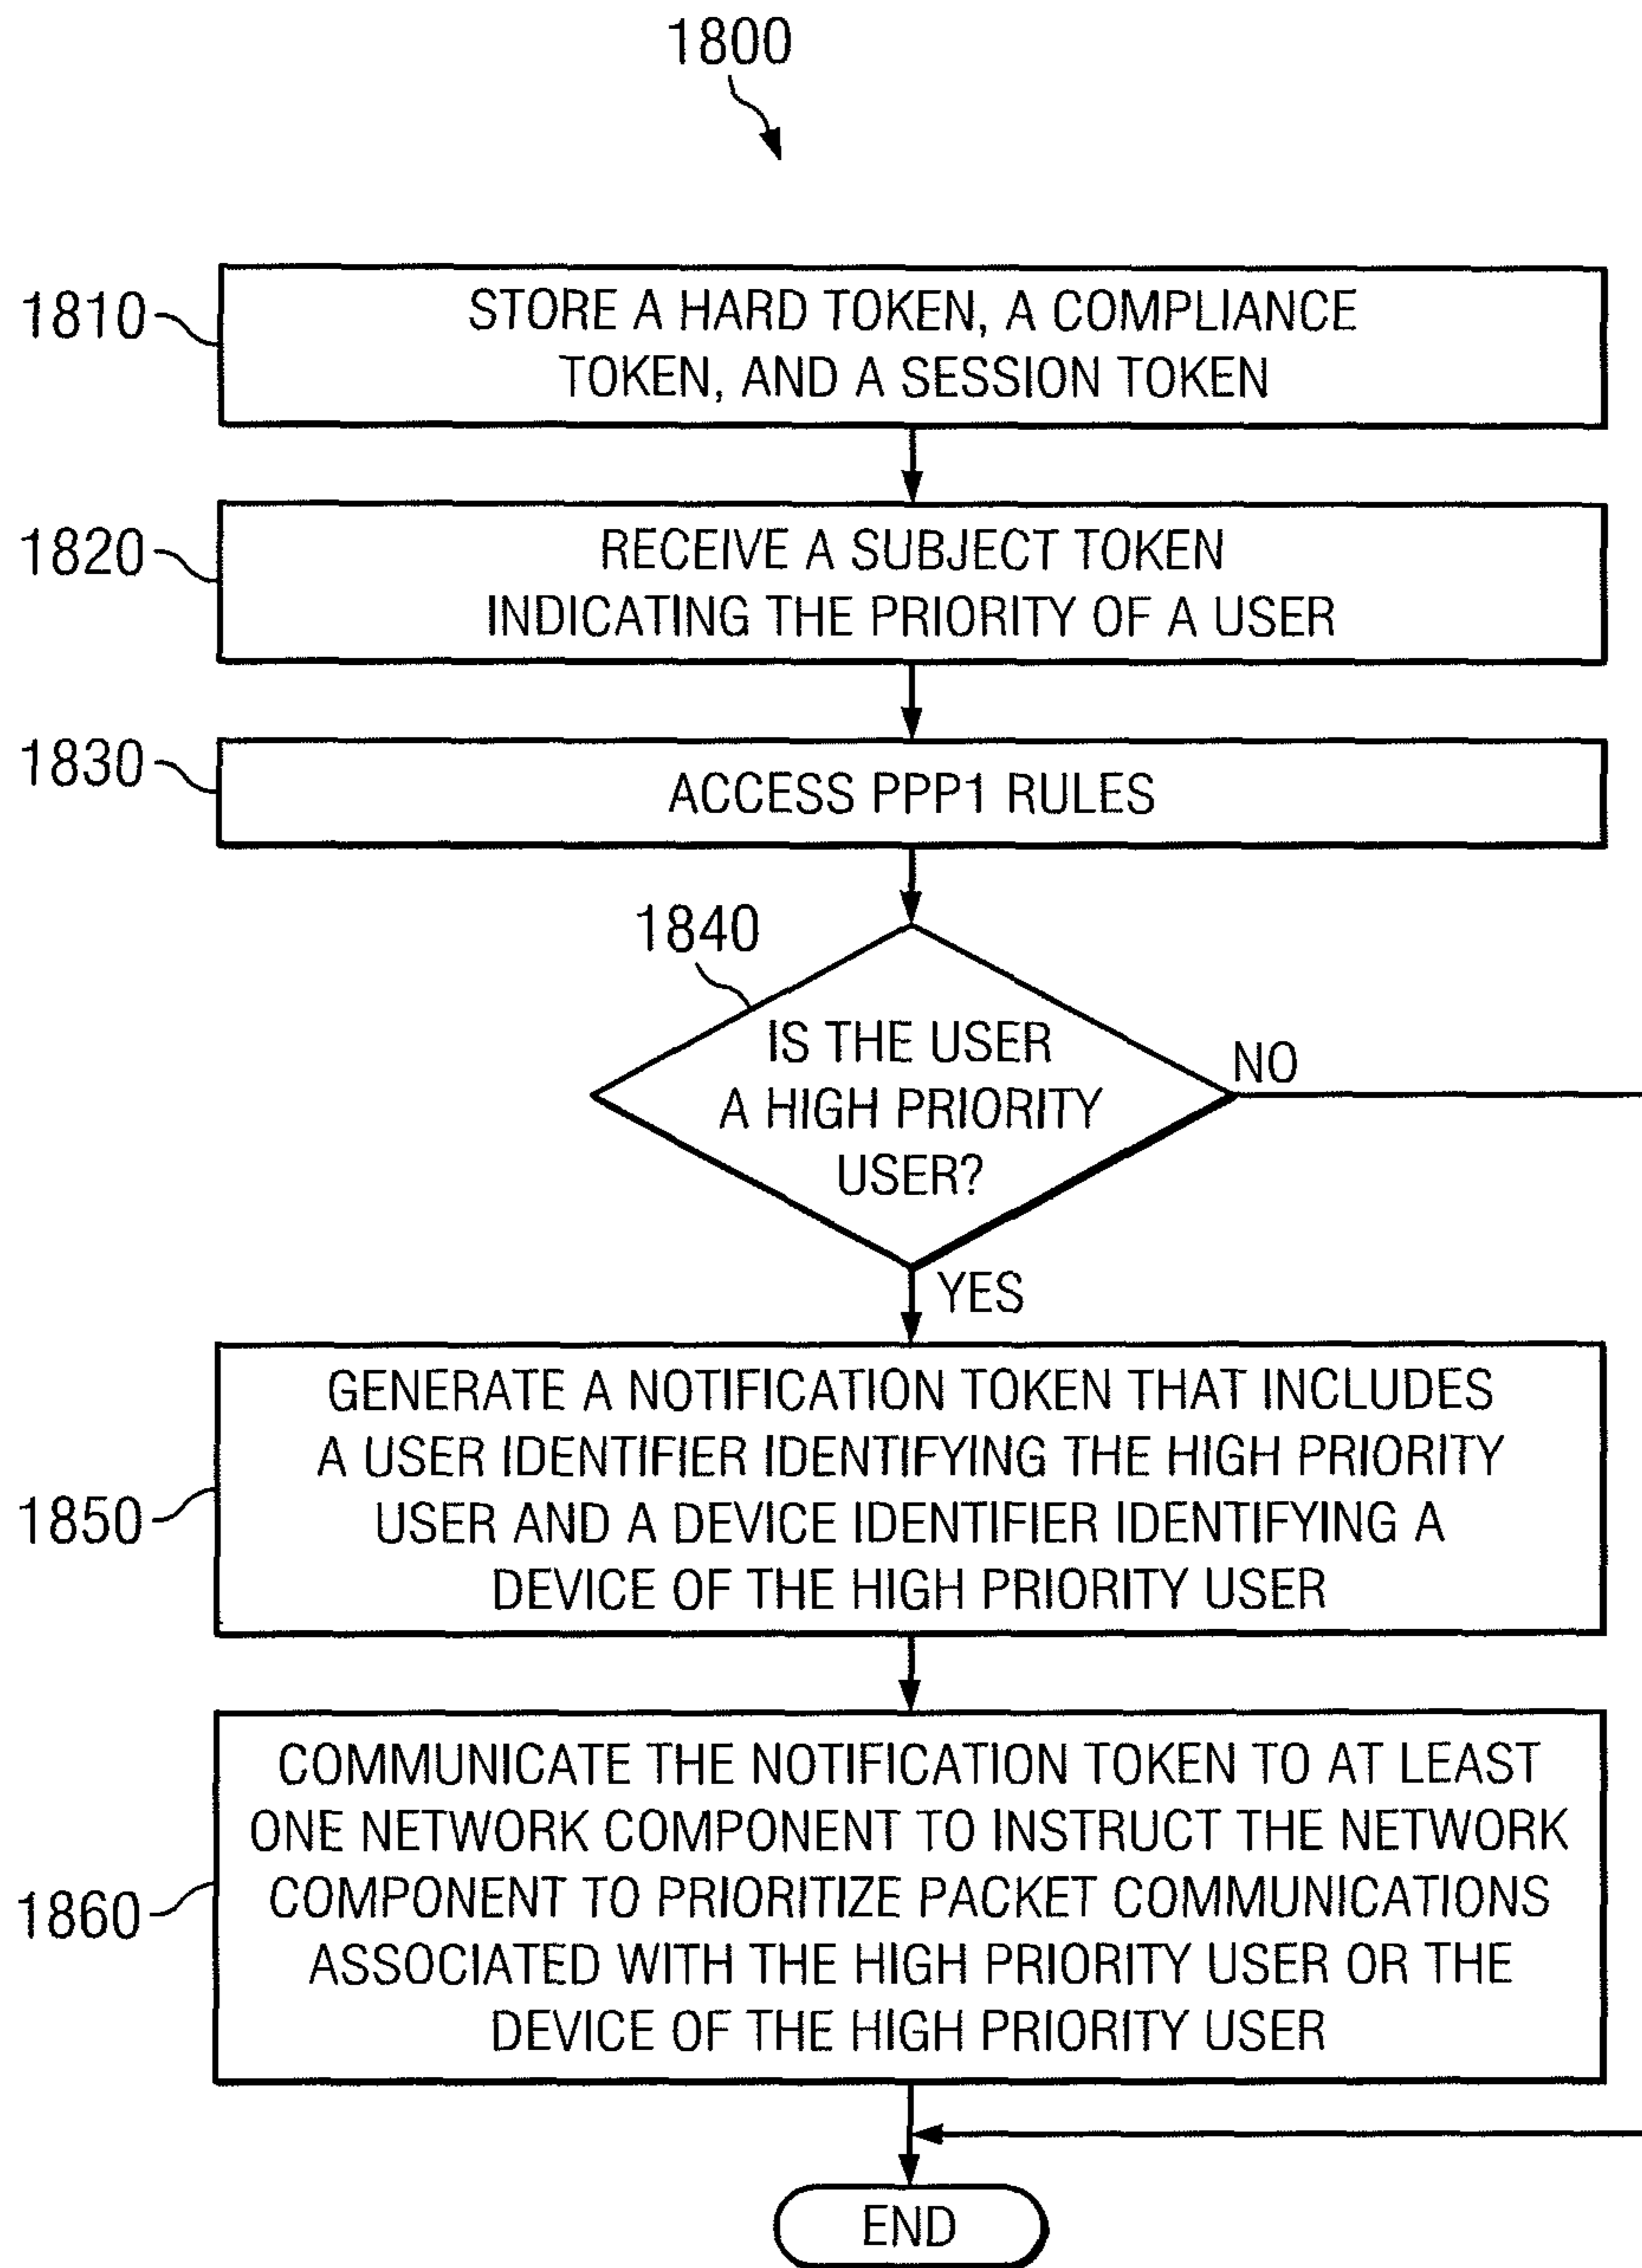 1800
1810
STORE A HARD TOKEN, A COMPLIANCE
TOKEN, AND A SESSION TOKEN
1820
RECEIVE A SUBJECT TOKEN
INDICATING THE PRIORITY OF A USER
1830
ACCESS PPP1 RULES
1840
IS THE USER
A HIGH PRIORITY
USER?
NO
YES
1850
GENERATE A NOTIFICATION TOKEN THAT INCLUDES
A USER IDENTIFIER IDENTIFYING THE HIGH PRIORITY
USER AND A DEVICE IDENTIFIER IDENTIFYING A
DEVICE OF THE HIGH PRIORITY USER
1860
COMMUNICATE THE NOTIFICATION TOKEN TO AT LEAST
ONE NETWORK COMPONENT TO INSTRUCT THE NETWORK
COMPONENT TO PRIORITIZE PACKET COMMUNICATIONS
ASSOCIATED WITH THE HIGH PRIORITY USER OR THE
DEVICE OF THE HIGH PRIORITY USER
END